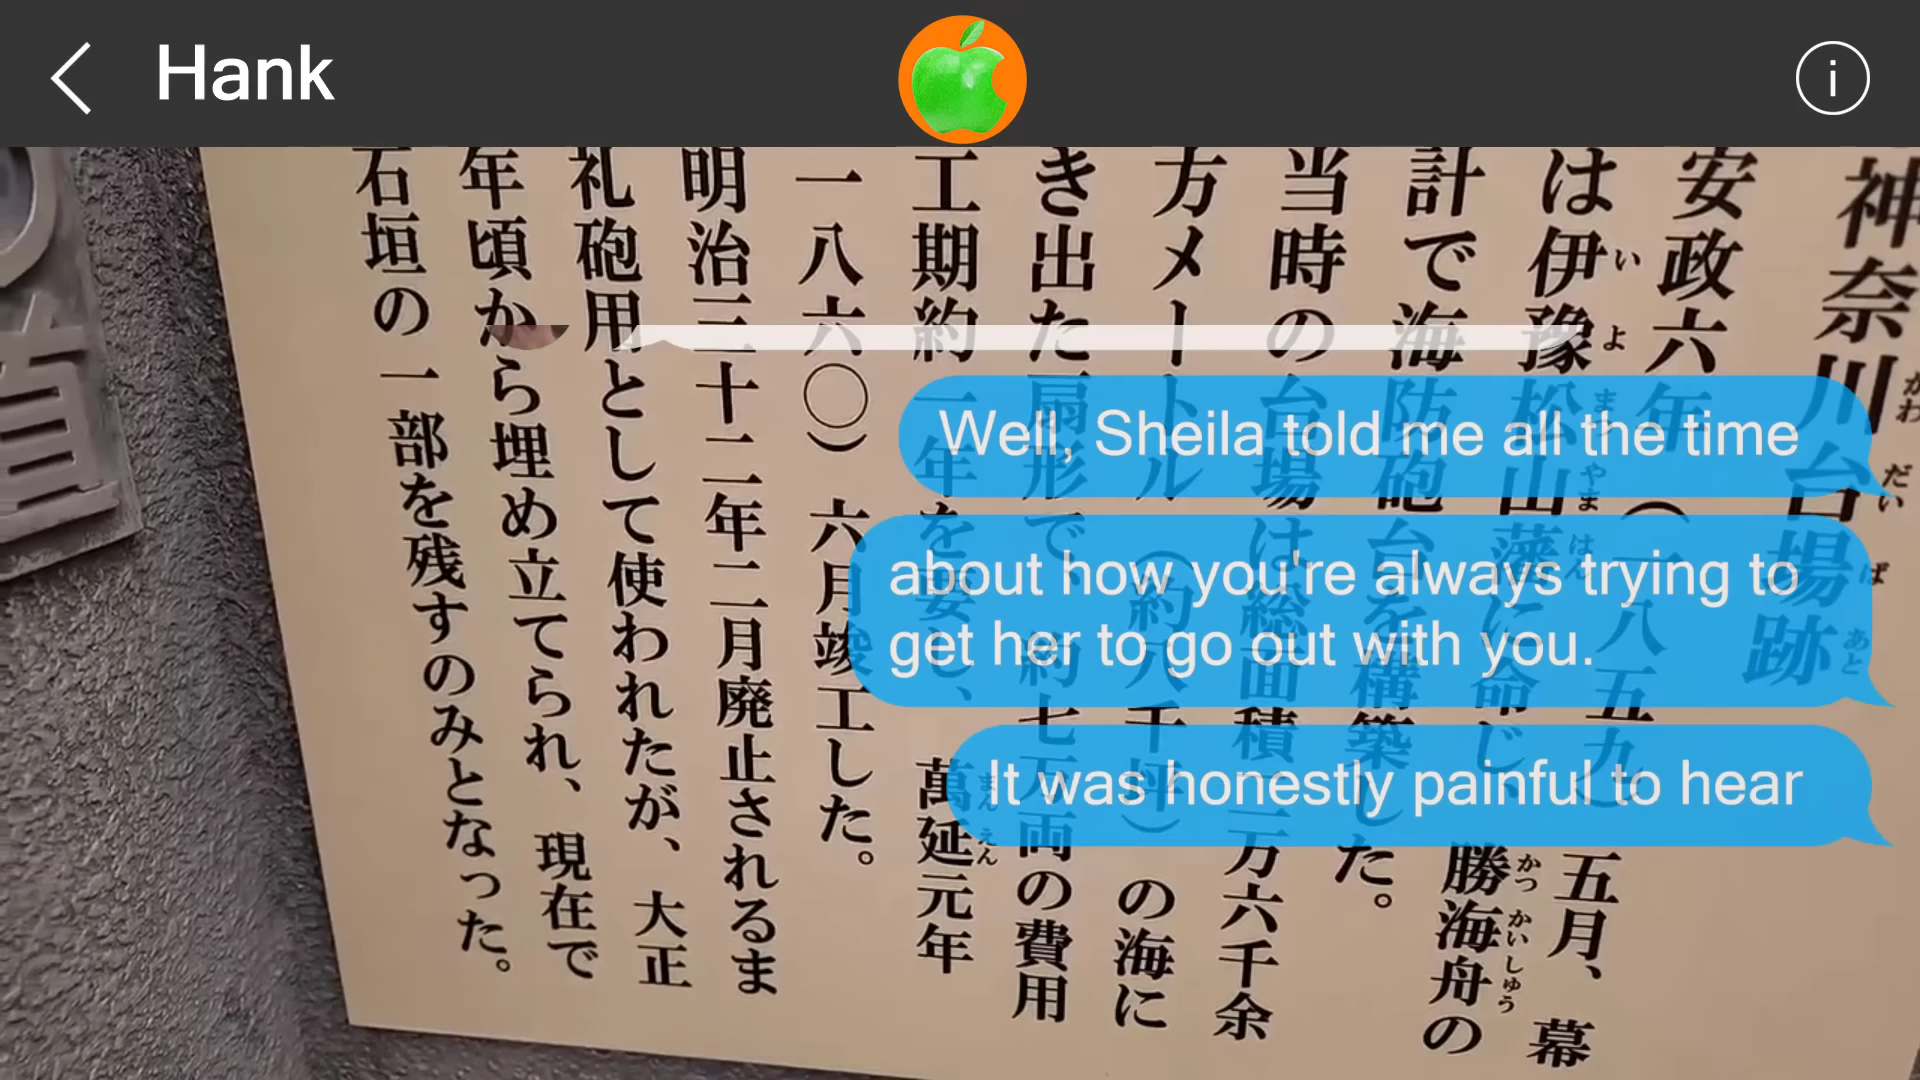 Hank
Well, Sheila told me all the time
about how you're always trying to
get her to go out with you.
It was honestly painful to hear
神奈川台場跡
安政六年(一八五九)五月、幕
は伊豫松山藩に命じ、勝海舟の
計で海防砲台を構築した。
当時の台場は総面積二万六千余
方メートル(約八千坪)の海に
き出た扇形で、約七万両の費用
工期約一年を要し、萬延元年
一八六〇)六月竣工した。
明治三十二年二月廃止されるま
礼砲用として使われたが、大正
年頃から埋め立てられ、現在で
石垣の一部を残すのみとなった。